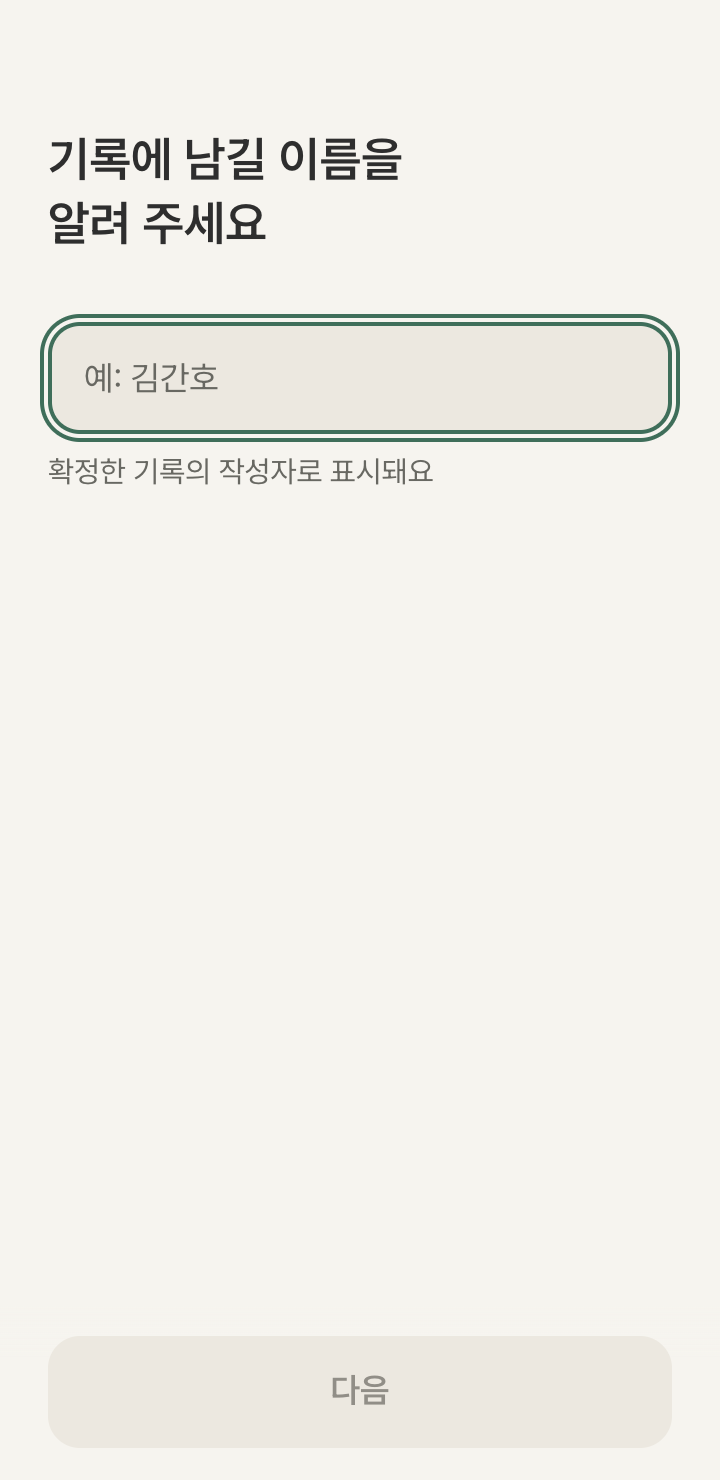 기록에 남길 이름을
알려 주세요
예: 김간호
확정한 기록의 작성자로 표시돼요
다음